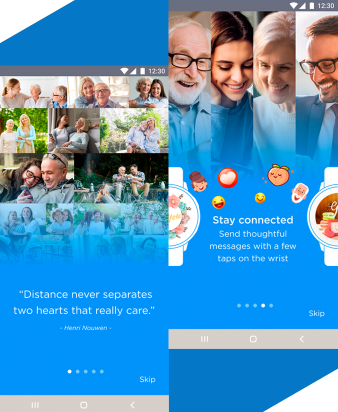 12:30
“Distance never separates
two hearts that really care.”
- Henri Nouwen -
Skip
12:30
Stay connected
Send thoughtful
messages with a few
taps on the wrist
Skip